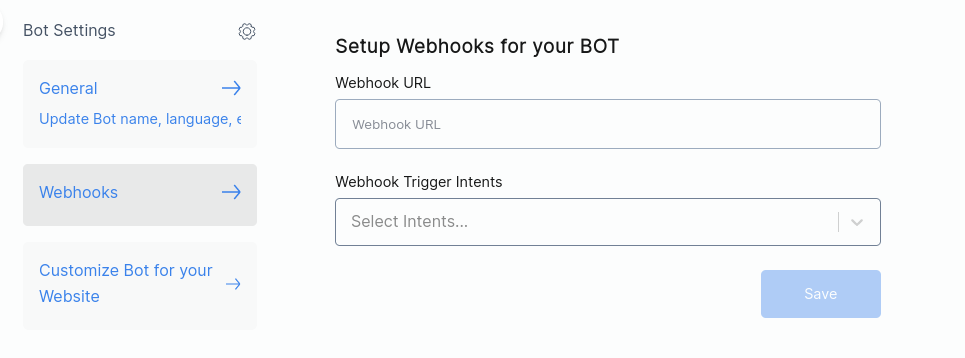 Bot Settings
General
Update Bot name, language,
Webhooks
Customize Bot for your
Website
Setup Webhooks for your BOT
Webhook URL
Webhook URL
Webhook Trigger Intents
Select Intents...
Save